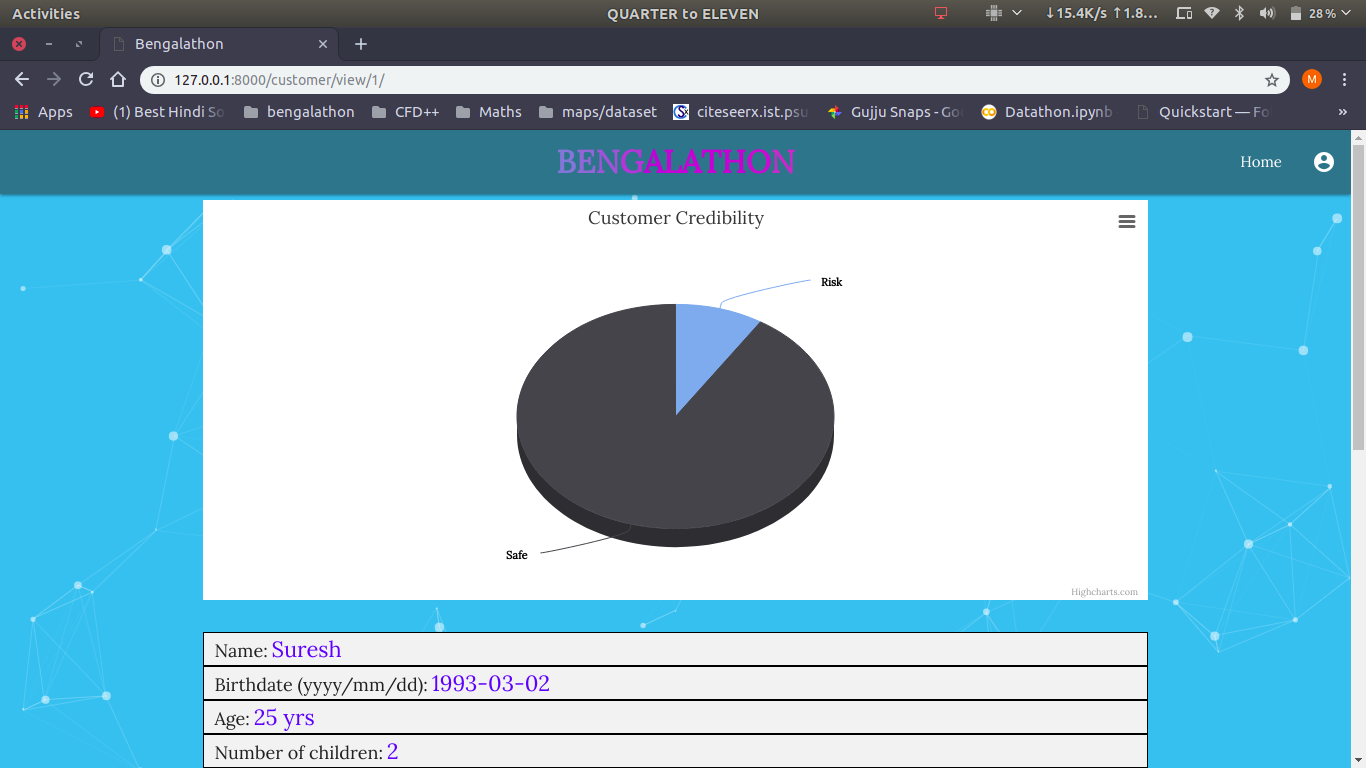 Activities QUARTER to ELEVEN ↓15.4K/s ↑1.8... 28%
Bengalathon
127.0.0.1:8000/customer/view/1/ M
Apps (1) Best Hindi So bengalathon CFD++ Maths maps/dataset citeseerx.ist.psu Gujju Snaps - Goo Datathon.ipynb Quickstart — Fo »
BENGALATHON
Home
Customer Credibility
Risk
Safe
Highcharts.com
Name: Suresh
Birthdate (yyyy/mm/dd): 1993-03-02
Age: 25 yrs
Number of children: 2